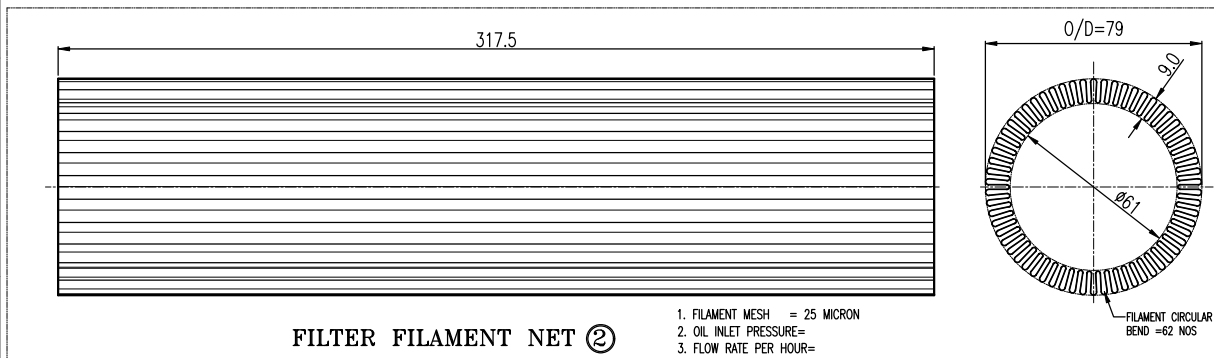 317.5
O/D=79
9.0
ø61
FILAMENT CIRCULAR
BEND =62 NOS
FILTER FILAMENT NET ②
1. FILAMENT MESH = 25 MICRON
2. OIL INLET PRESSURE=
3. FLOW RATE PER HOUR=